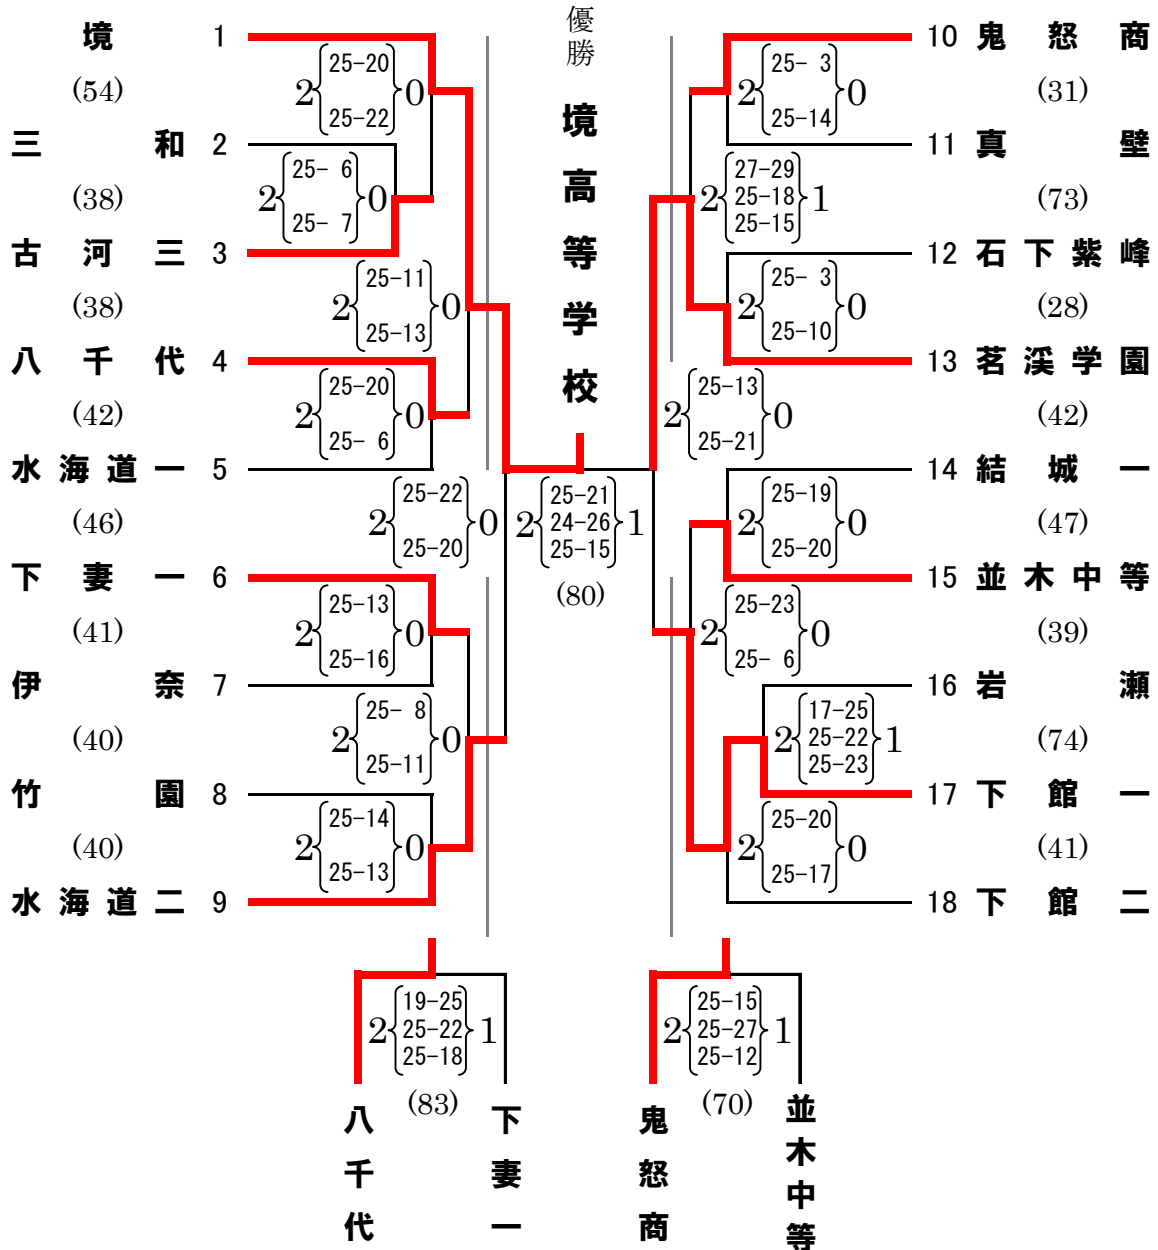 優勝
境高等学校
境 1
(54)
三和 2
(38)
古河三 3
(38)
八千代 4
(42)
水海道一 5
(46)
下妻一 6
(41)
伊奈 7
(40)
竹園 8
(40)
水海道二 9
10 鬼怒商
(31)
11 真壁
(73)
12 石下紫峰
(28)
13 茗渓学園
(42)
14 結城一
(47)
15 並木中等
(39)
16 岩瀬
(74)
17 下館一
(41)
18 下館二
25-20
2 0
25-22
25- 6
2 0
25- 7
25-11
2 0
25-13
25-20
2 0
25- 6
25-22
2 0
25-20
25-13
2 0
25-16
25- 8
2 0
25-11
25-14
2 0
25-13
25-21
2 24-26 1
25-15
(80)
25- 3
2 0
25-14
27-29
2 25-18 1
25-15
25- 3
2 0
25-10
25-13
2 0
25-21
25-19
2 0
25-20
25-23
2 0
25- 6
17-25
2 25-22 1
25-23
25-20
2 0
25-17
19-25
2 25-22 1
25-18
(83)
八千代
下妻一
25-15
2 25-27 1
25-12
(70)
鬼怒商
並木中等